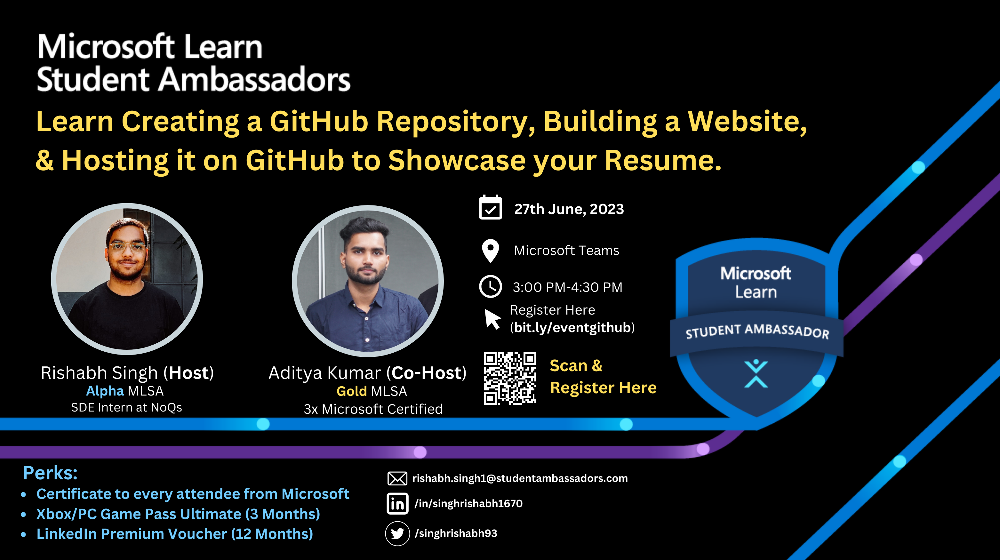 Microsoft Learn
Student Ambassadors
Learn Creating a GitHub Repository, Building a Website,
& Hosting it on GitHub to Showcase your Resume.
27th June, 2023
Microsoft Teams
3:00 PM-4:30 PM
Register Here
(bit.ly/eventgithub)
Scan &
Register Here
Rishabh Singh (Host)
Alpha MLSA
SDE Intern at NoQs
Aditya Kumar (Co-Host)
Gold MLSA
3x Microsoft Certified
Microsoft
Learn
STUDENT AMBASSADOR
Perks:
• Certificate to every attendee from Microsoft
• Xbox/PC Game Pass Ultimate (3 Months)
• LinkedIn Premium Voucher (12 Months)
rishabh.singh1@studentambassadors.com
in /in/singhrishabh1670
/singhrishabh93